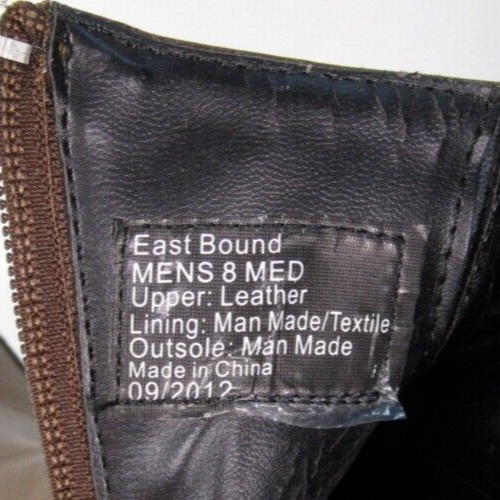 East Bound
MENS 8 MED
Upper: Leather
Lining: Man Made/Textile
Outsole: Man Made
Made in China
09/2012